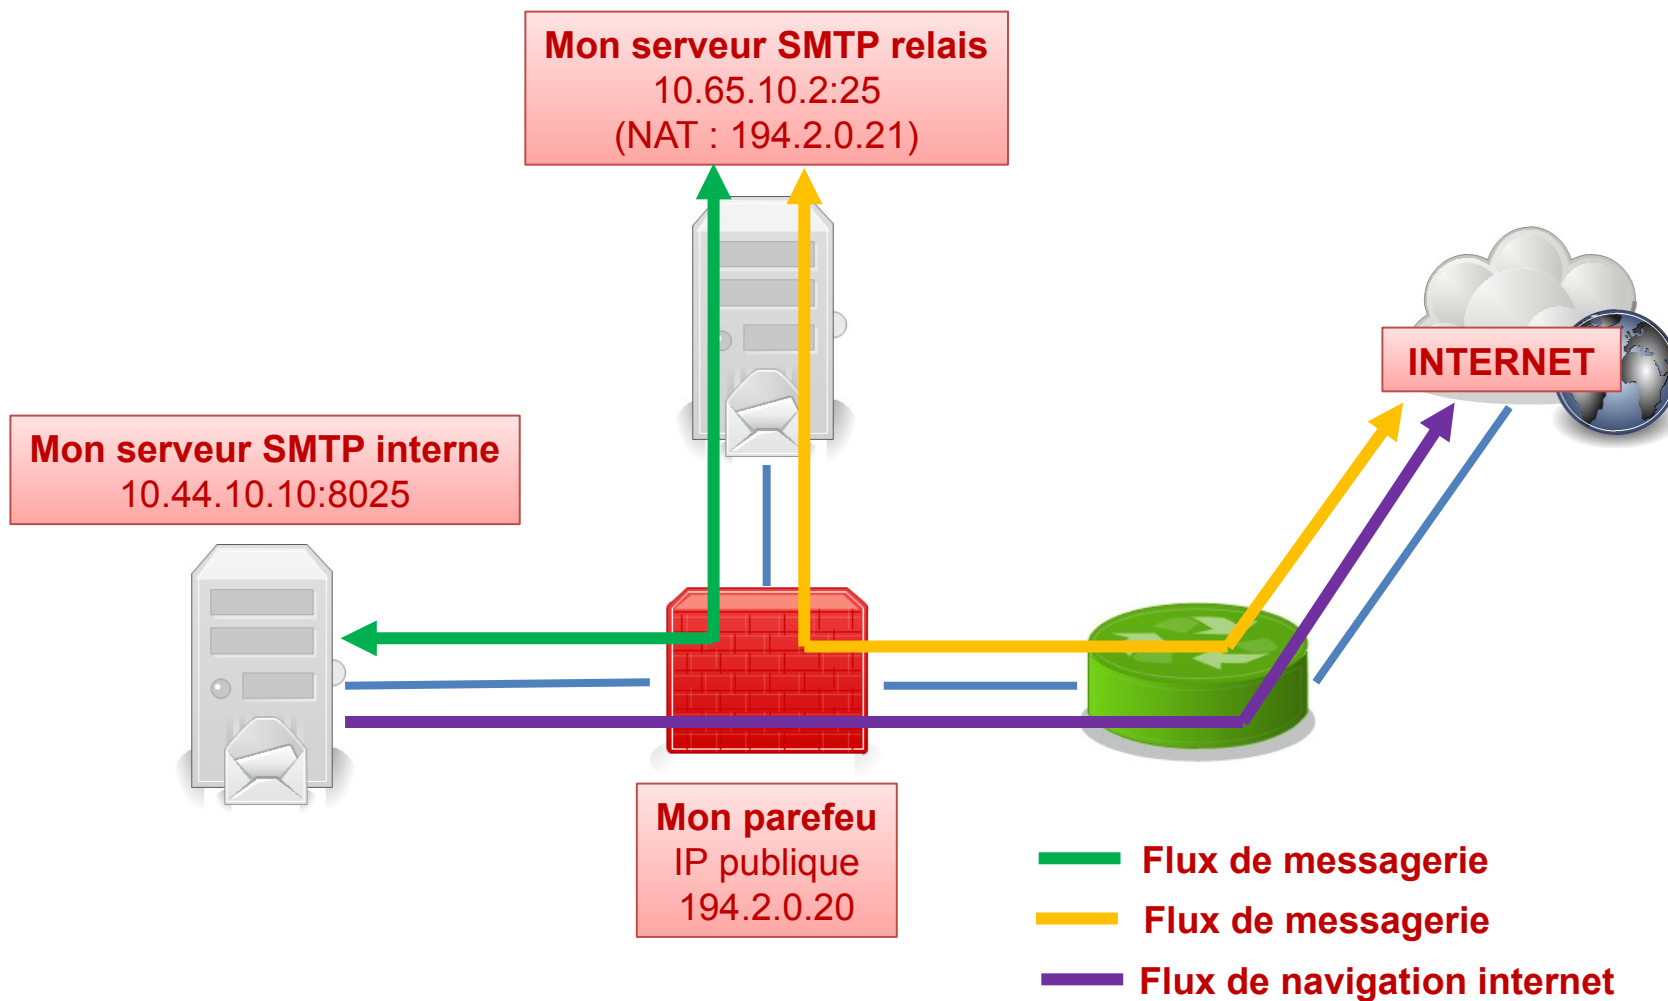 Mon serveur SMTP relais
10.65.10.2:25
(NAT : 194.2.0.21)
INTERNET
Mon serveur SMTP interne
10.44.10.10:8025
Mon parefeu
IP publique
194.2.0.20
Flux de messagerie
Flux de messagerie
Flux de navigation internet